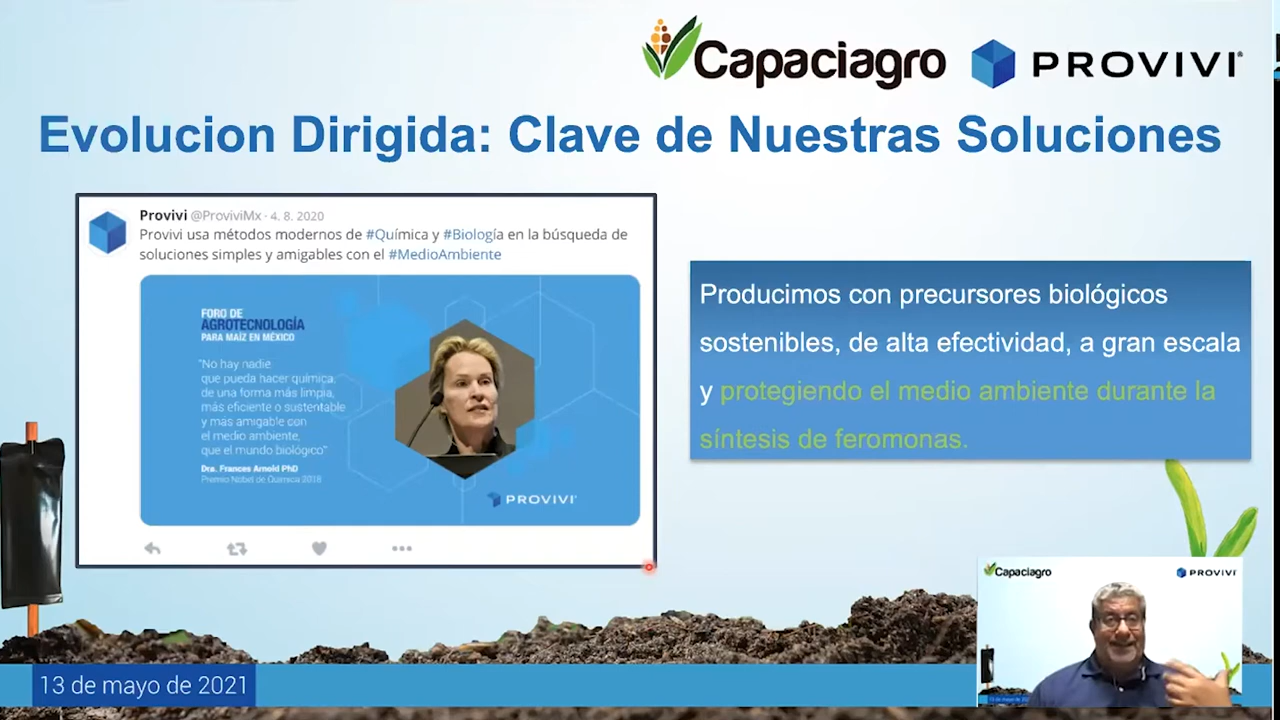 Capaciagro PROVIVI
Evolucion Dirigida: Clave de Nuestras Soluciones
Provivi @ProviviMx · 4. 8. 2020
Provivi usa métodos modernos de #Química y #Biología en la búsqueda de
soluciones simples y amigables con el #MedioAmbiente
FORO DE
AGROTECNOLOGÍA
PARA MAÍZ EN MÉXICO
"No hay nadie
que pueda hacer química,
de una forma más limpia,
más eficiente o sustentable
y más amigable con
el medio ambiente,
que el mundo biológico"
Dra. Frances Arnold PhD
Premio Nobel de Química 2018
PROVIVI
Producimos con precursores biológicos
sostenibles, de alta efectividad, a gran escala
y protegiendo el medio ambiente durante la
síntesis de feromonas.
Capaciagro PROVIVI
13 de mayo de 2021